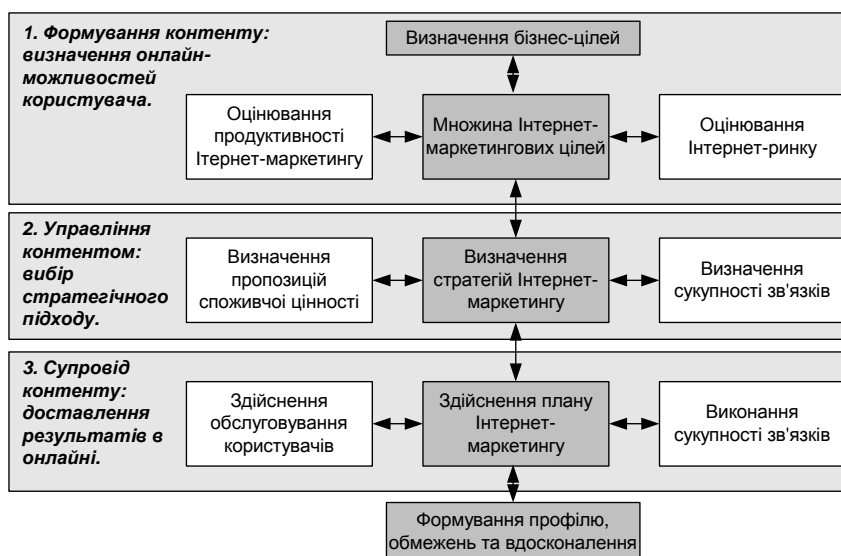 1. Формування контенту:
визначення онлайн-
можливостей
користувача.
Визначення бізнес-цілей
Оцінювання
продуктивності
Ітернет-маркетингу
Множина Інтернет-
маркетингових цілей
Оцінювання
Інтернет-ринку
2. Управління
контентом:
вибір
стратегічного
підходу.
Визначення
пропозицій
споживчої цінності
Визначення
стратегій Інтернет-
маркетингу
Визначення
сукупності зв'язків
3. Супровід
контенту:
доставлення
результатів в
онлайні.
Здійснення
обслуговування
користувачів
Здійснення плану
Інтернет-
маркетингу
Виконання
сукупності зв'язків
Формування профілю,
обмежень та вдосконалення